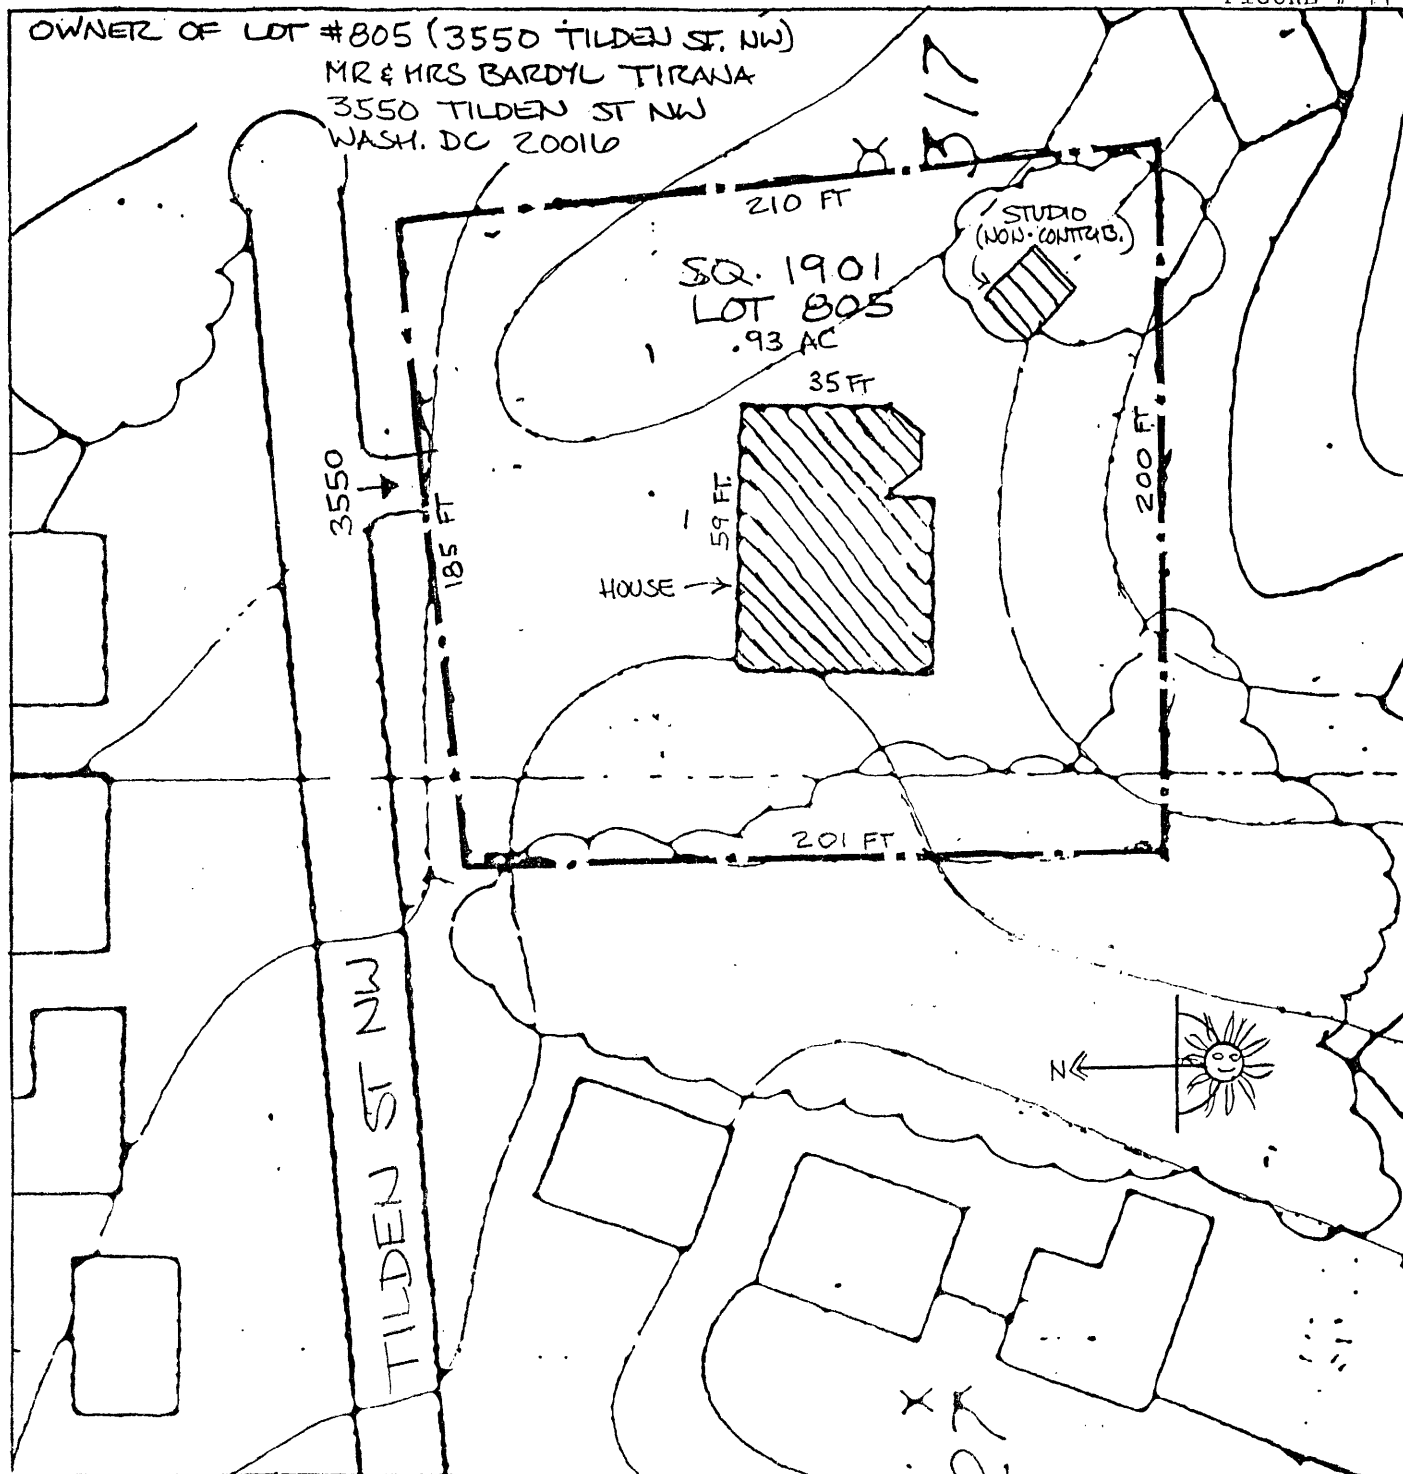 OWNER OF LOT #805 (3550 TILDEN ST. NW)
MR & MRS BARDYL TIRANA
3550 TILDEN ST NW
WASH. DC 20016
317
210 FT
STUDIO
(NON-CONTRIB.)
SQ. 1901
LOT 805
.93 AC
35 FT
3550
185 FT
59 FT.
200 FT
HOUSE
201 FT
N
TILDEN ST NW